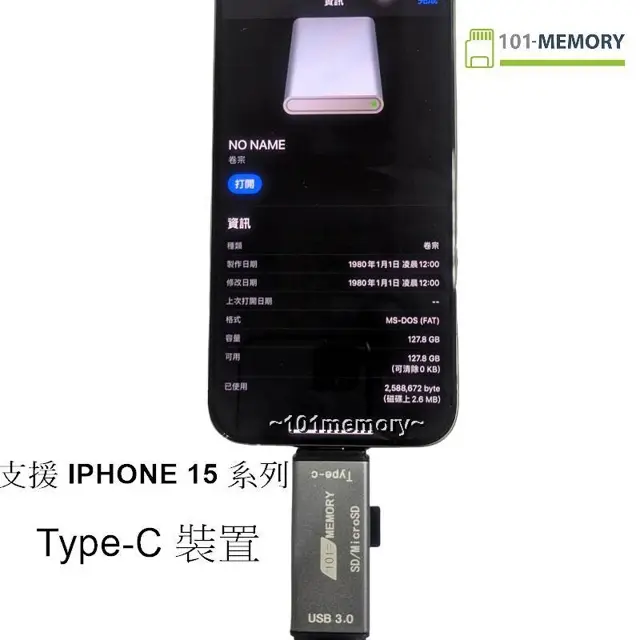 資訊
完成
101-MEMORY
NO NAME
卷宗
打開
資訊
種類 卷宗
製作日期 1980年1月1日 凌晨12:00
修改日期 1980年1月1日 凌晨12:00
上次打開日期 --
格式 MS-DOS (FAT)
容量 127.8 GB
可用 127.8 GB
(可清除0 KB)
已使用 2,588,672 byte
(磁碟上2.6 MB)
~101memory~
支援 IPHONE 15 系列
Type-C 裝置
Type-c
101-MEMORY
SD/MicroSD
USB 3.0